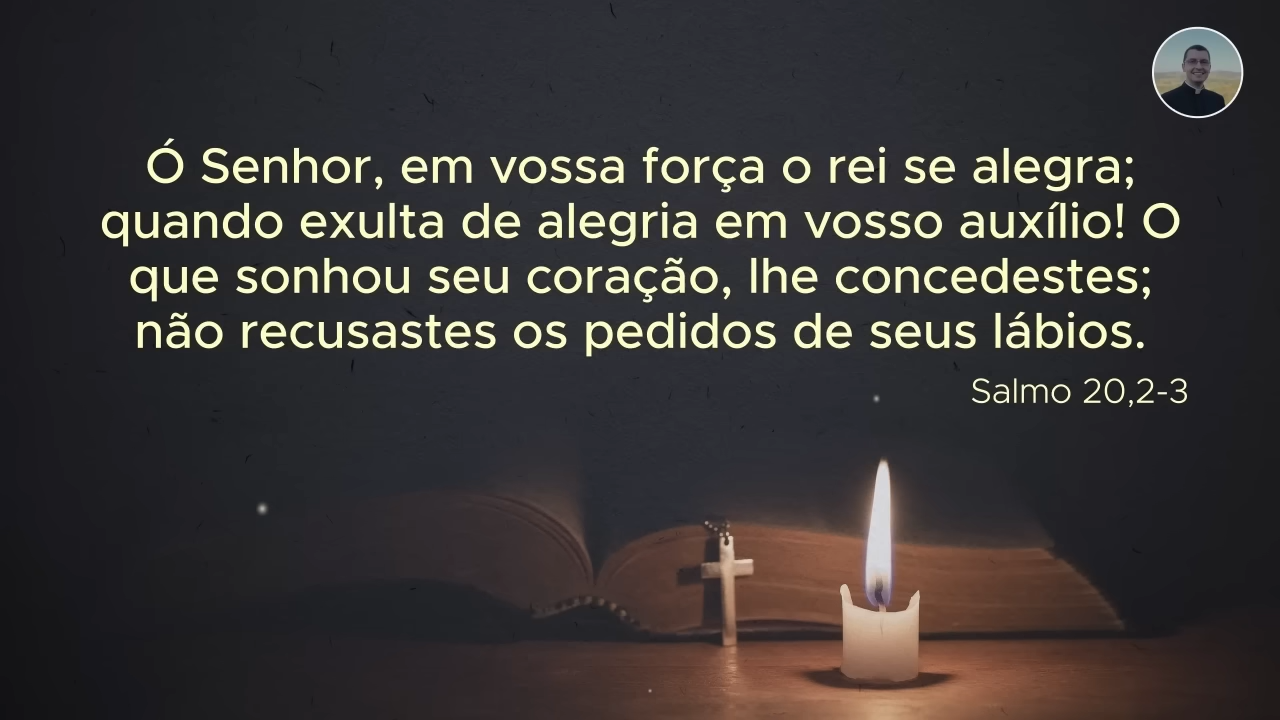 Ó Senhor, em vossa força o rei se alegra;
quando exulta de alegria em vosso auxílio! O
que sonhou seu coração, lhe concedestes;
não recusastes os pedidos de seus lábios.
Salmo 20,2-3